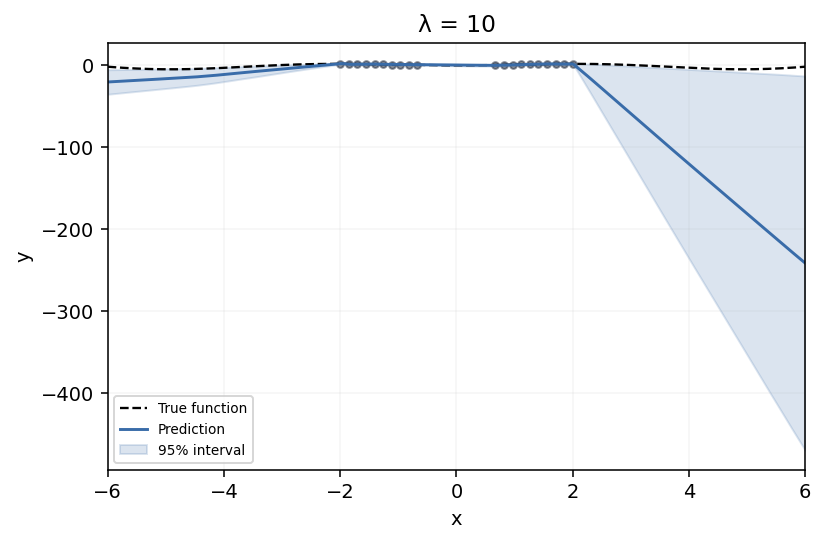 λ = 10
0
−100
−200
−300
−400
y
True function
Prediction
95% interval
−6 −4 −2 0 2 4 6
x